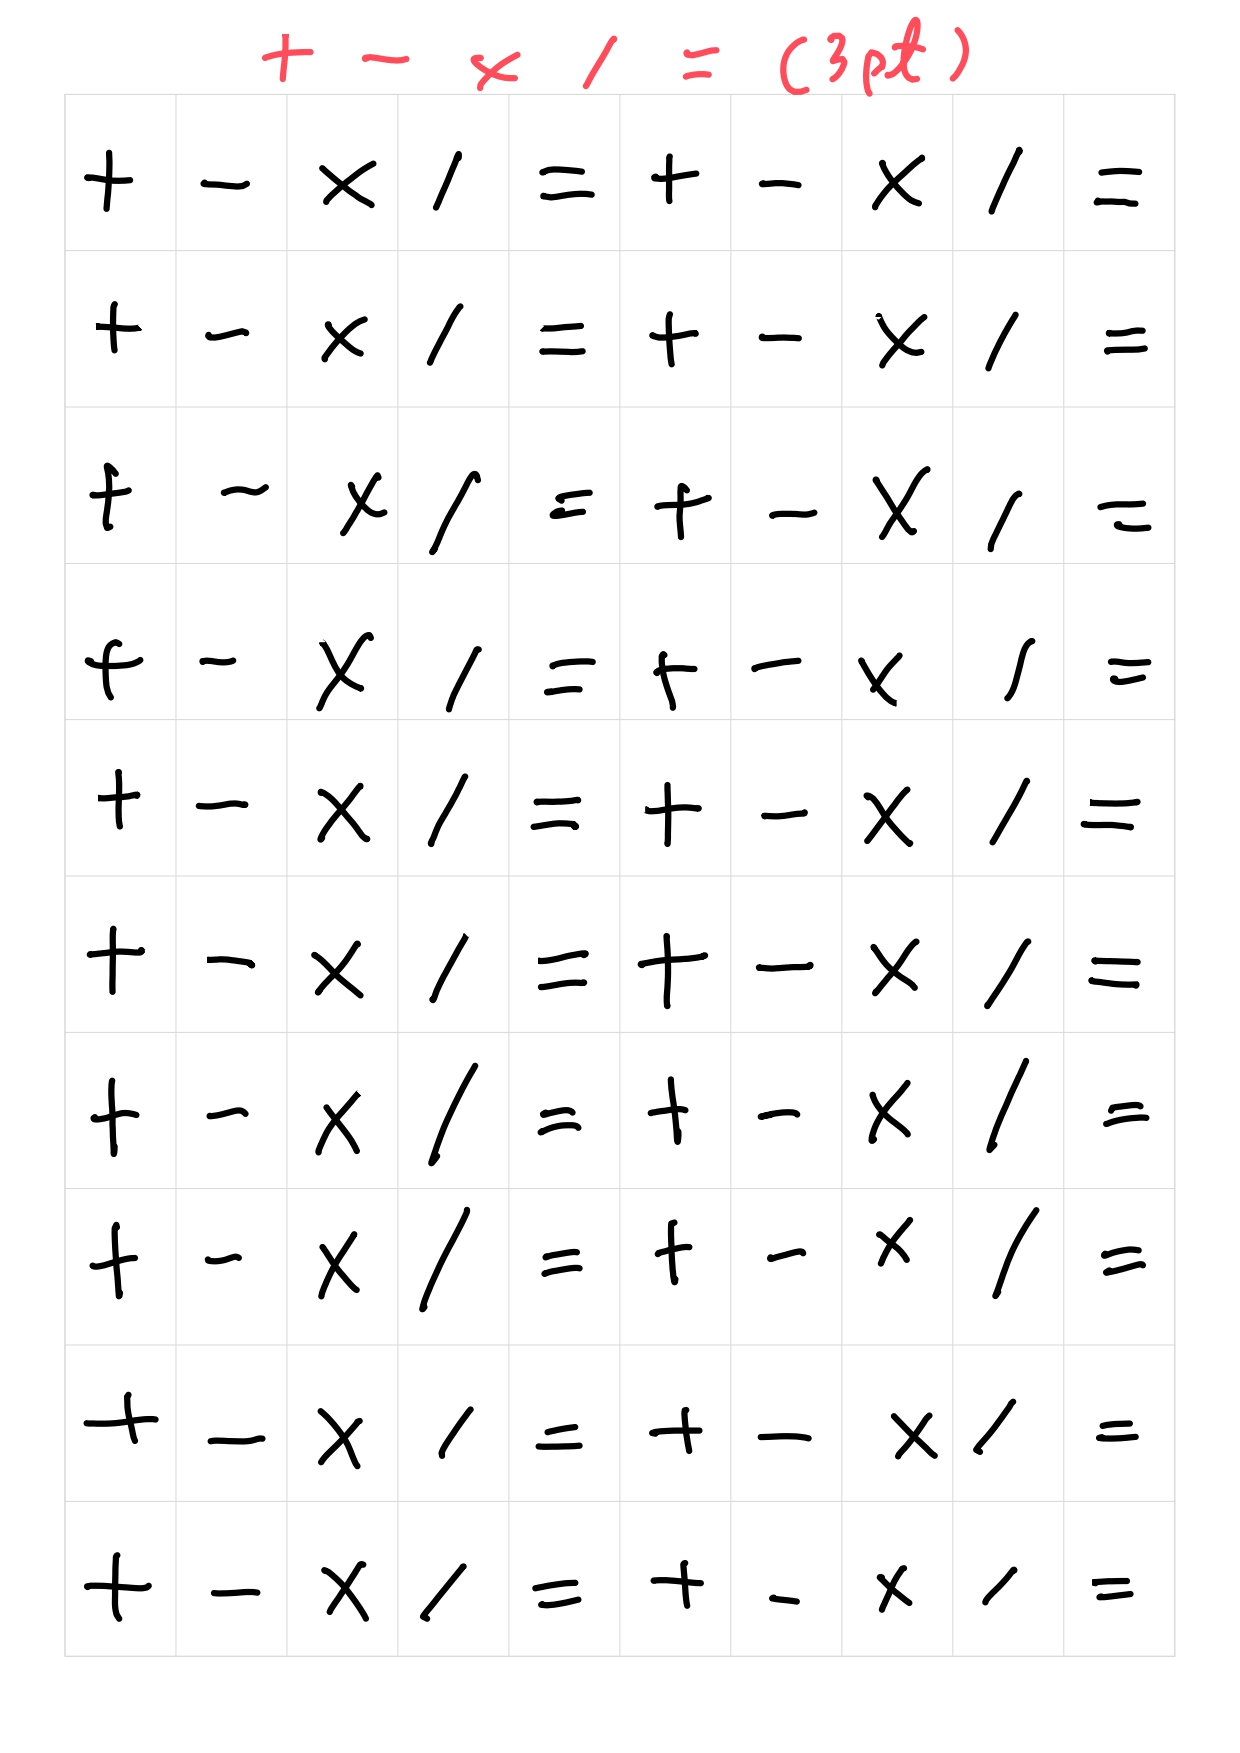 + - × / = (3pt)
+ - × / = + - × / =
+ - × / = + - × / =
+ - × / = + - × / =
+ - × / = + - × / =
+ - × / = + - × / =
+ - × / = + - × / =
+ - × / = + - × / =
+ - × / = + - × / =
+ - × / = + - × / =
+ - × / = + - × / =